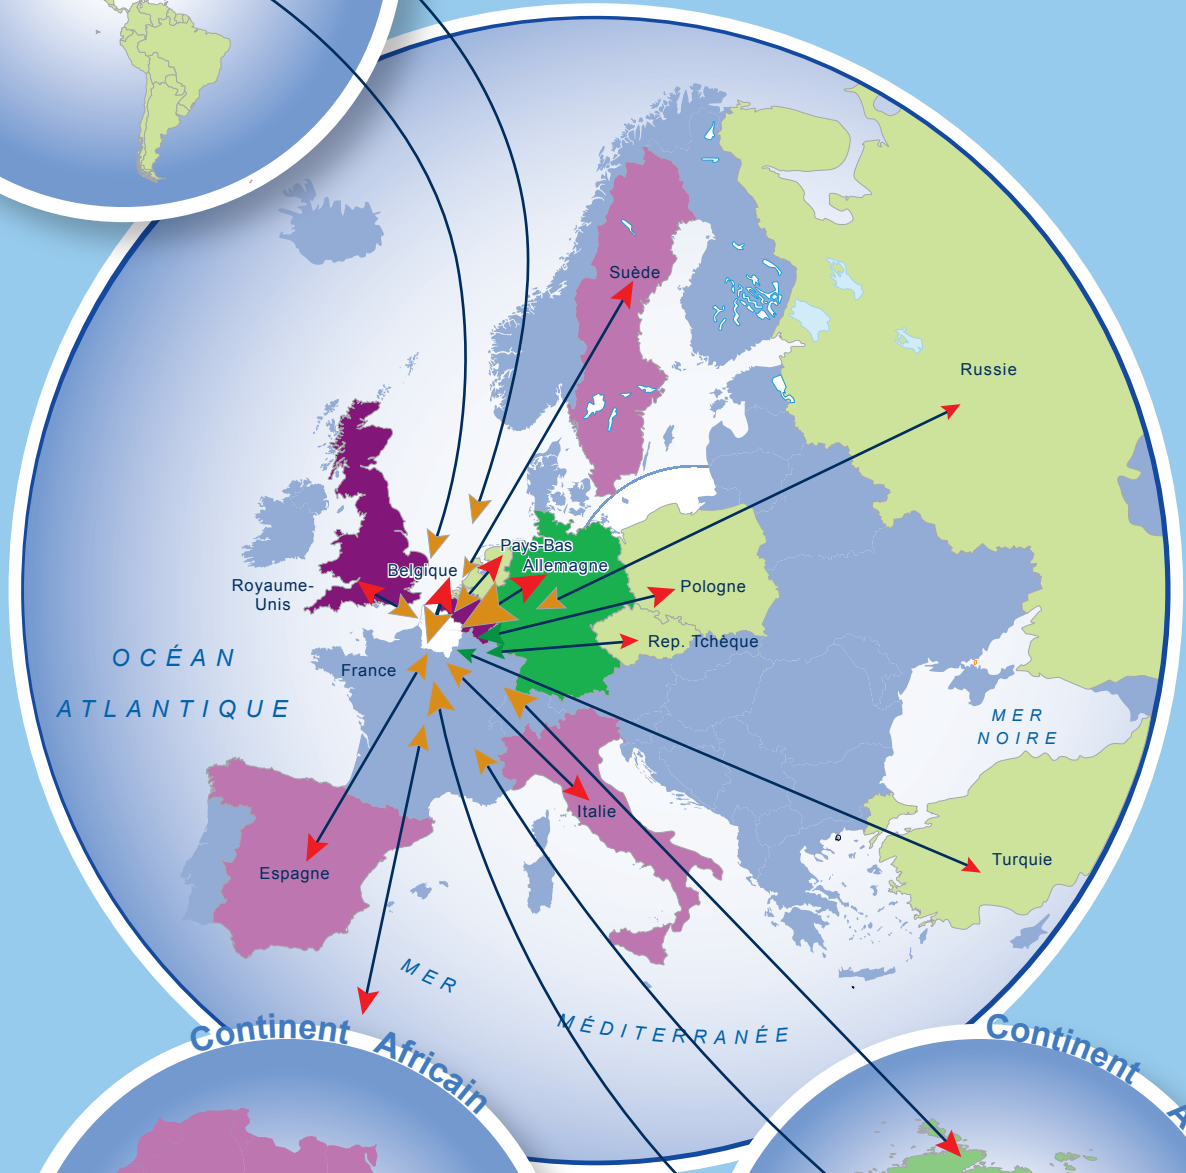 Suède
Russie
Pays-Bas
Belgique
Allemagne
Royaume-
Unis
Pologne
Rep. Tchèque
OCÉAN
ATLANTIQUE
France
MER
NOIRE
Italie
Espagne
Turquie
MER
MÉDITERRANÉE
Continent Africain
Continent